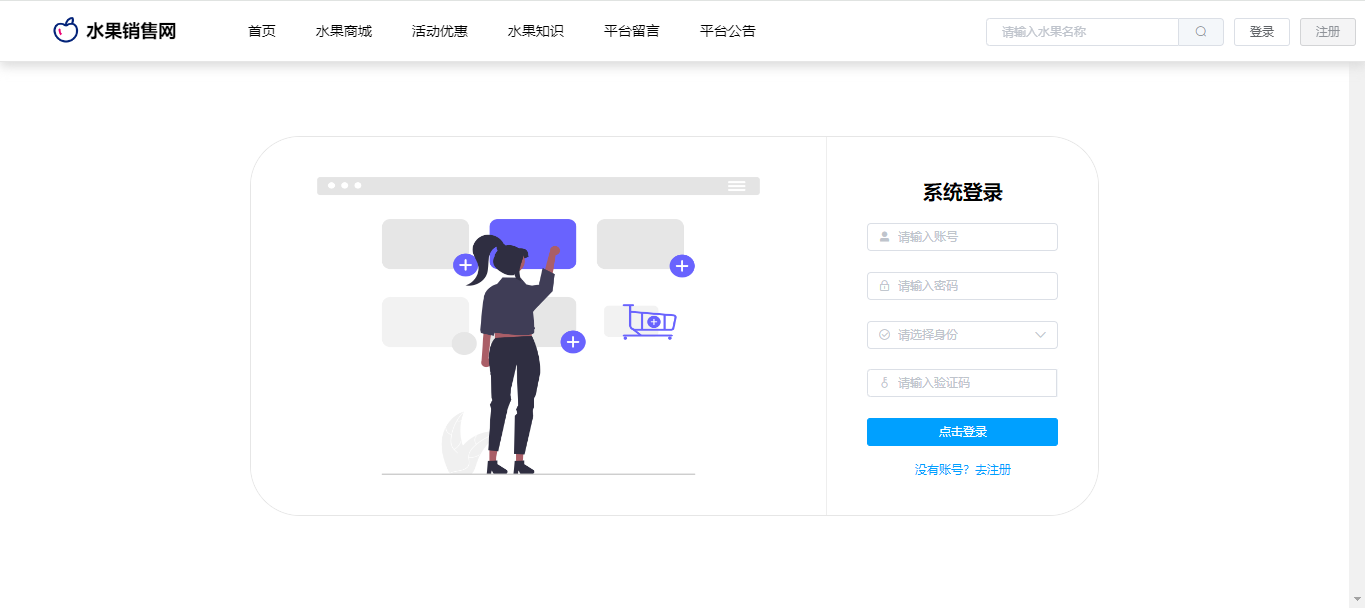 水果销售网
首页
水果商城
活动优惠
水果知识
平台留言
平台公告
请输入水果名称
登录
注册
系统登录
请输入账号
请输入密码
请选择身份
请输入验证码
点击登录
没有账号？去注册